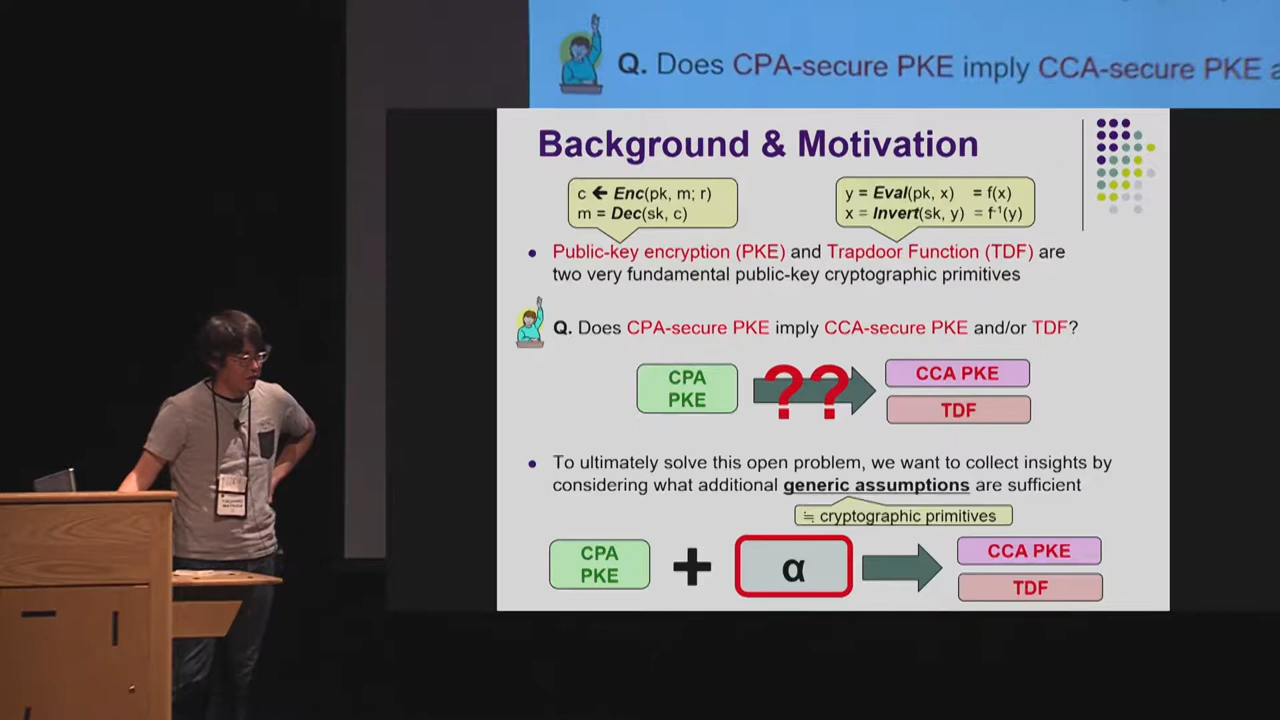 Q. Does CPA-secure PKE imply CCA-secure PKE a
Background & Motivation
c ← Enc(pk, m; r)
m = Dec(sk, c)
y = Eval(pk, x) = f(x)
x = Invert(sk, y) = f⁻¹(y)
• Public-key encryption (PKE) and Trapdoor Function (TDF) are
two very fundamental public-key cryptographic primitives
Q. Does CPA-secure PKE imply CCA-secure PKE and/or TDF?
CPA
PKE
??
CCA PKE
TDF
• To ultimately solve this open problem, we want to collect insights by
considering what additional generic assumptions are sufficient
≒ cryptographic primitives
CPA
PKE
+
α
CCA PKE
TDF